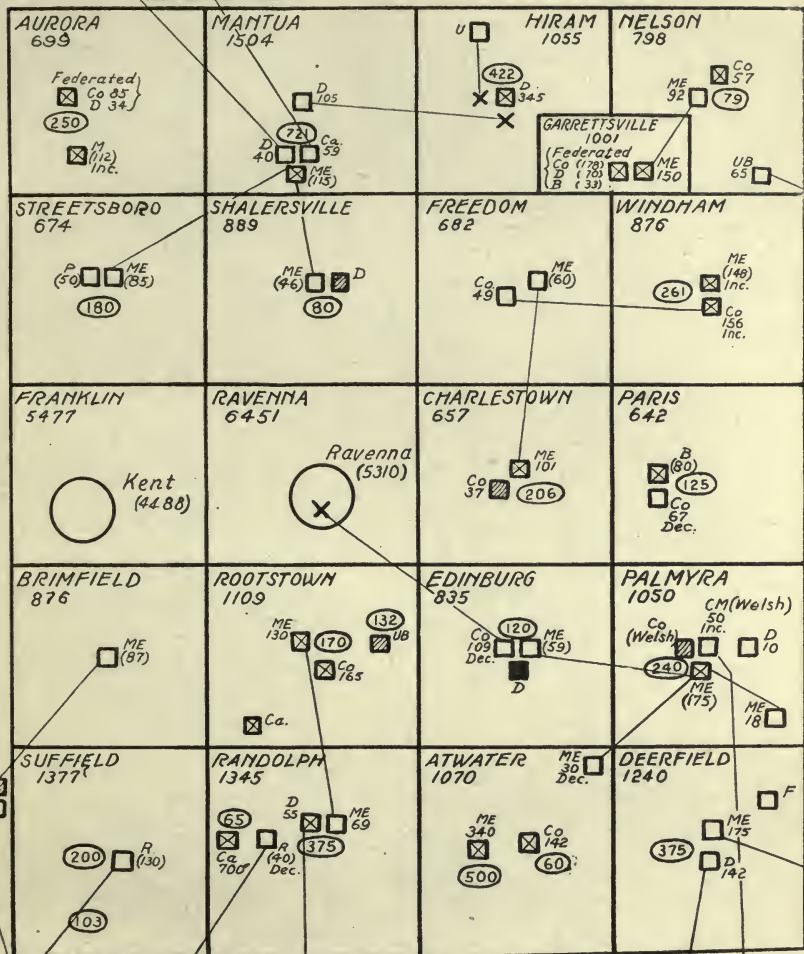 AURORA
699
Federated
Co 85
D 34
250
M
(112)
Inc.
MANTUA
1504
D
105
721
D
40
Ca.
59
ME
(115)
HIRAM
1055
U
422
D
345
GARRETTSVILLE
1001
Federated
Co (178)
D (70)
B (33)
ME
150
NELSON
798
Co
57
ME
92
79
UB
65
STREETSBORO
674
P
(50)
ME
(85)
180
SHALERSVILLE
889
ME
(46)
D
80
FREEDOM
682
Co.
49
ME
(60)
WINDHAM
876
ME
(148)
Inc.
261
Co
156
Inc.
FRANKLIN
5477
Kent
(4488)
RAVENNA
6451
Ravenna
(5310)
CHARLESTOWN
657
ME
101
Co
37
206
PARIS
642
B
(80)
125
Co
67
Dec.
BRIMFIELD
876
ME
(87)
ROOTSTOWN
1109
ME
130
170
132
UB
Co
165
Ca.
EDINBURG
835
120
Co
109
Dec.
ME
(59)
D
PALMYRA
1050
CM(Welsh)
50
Inc.
Co
(Welsh)
D
10
240
ME
(175)
ME
18
SUFFIELD
1377
200
R
(130)
103
RANDOLPH
1345
65
Ca
700
R
(40)
Dec.
D
55
ME
69
375
ATWATER
1070
ME
30
Dec.
ME
340
500
Co
142
60
DEERFIELD
1240
F
ME
175
375
D
142